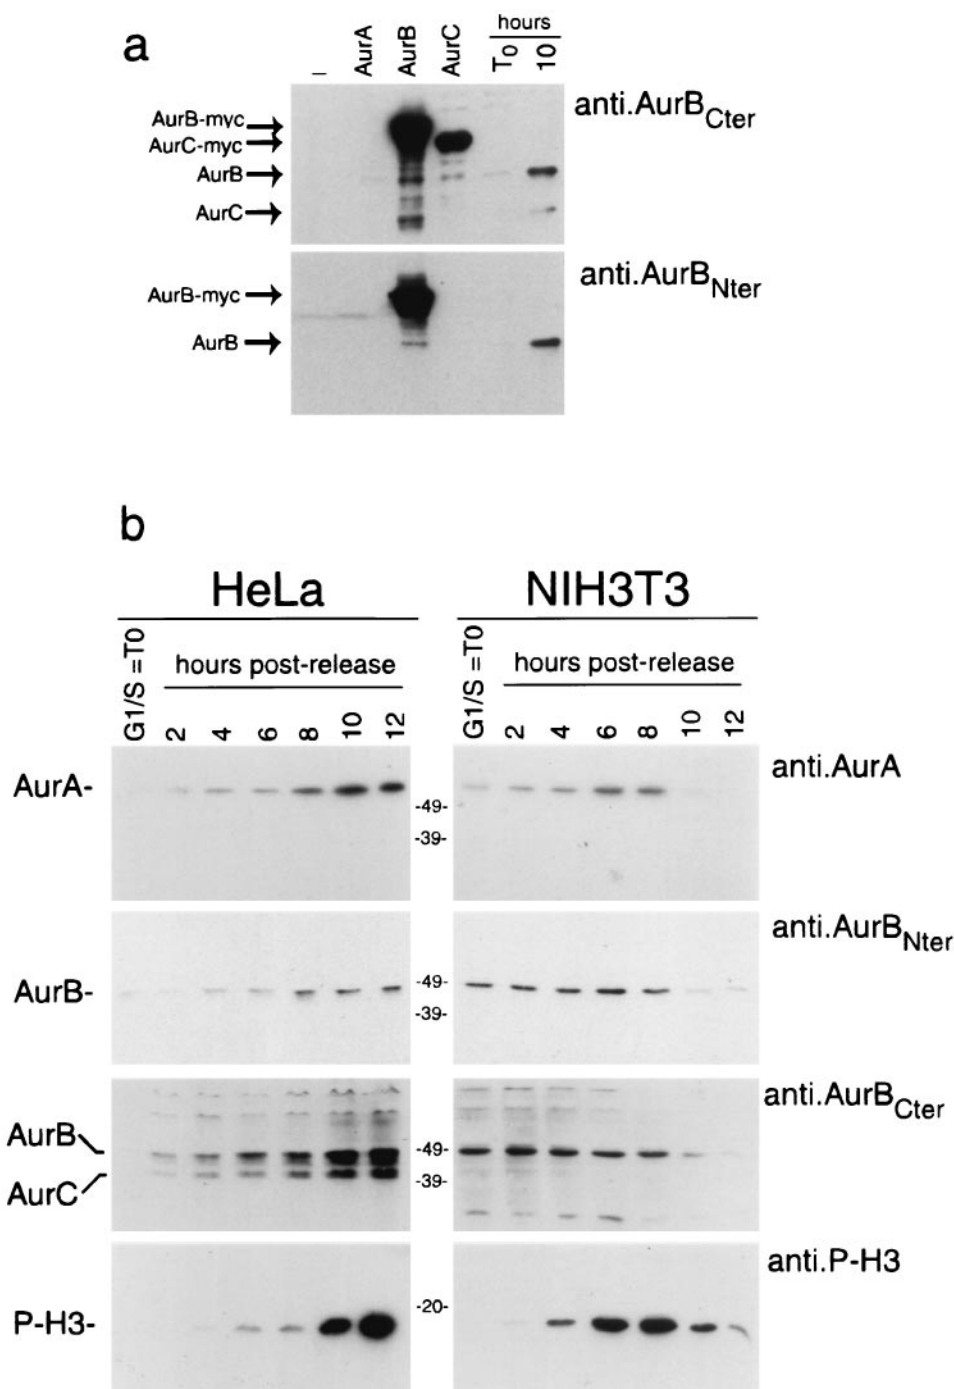 a
hours
– AurA AurB AurC T0 10
AurB-myc
AurC-myc
AurB
AurC
anti.AurBCter
AurB-myc
AurB
anti.AurBNter
b
HeLa NIH3T3
G1/S =T0 hours post-release G1/S =T0 hours post-release
2 4 6 8 10 12 2 4 6 8 10 12
AurA- anti.AurA
-49-
-39-
AurB- anti.AurBNter
-49-
-39-
anti.AurBCter
AurB -49-
AurC -39-
anti.P-H3
-20-
P-H3-